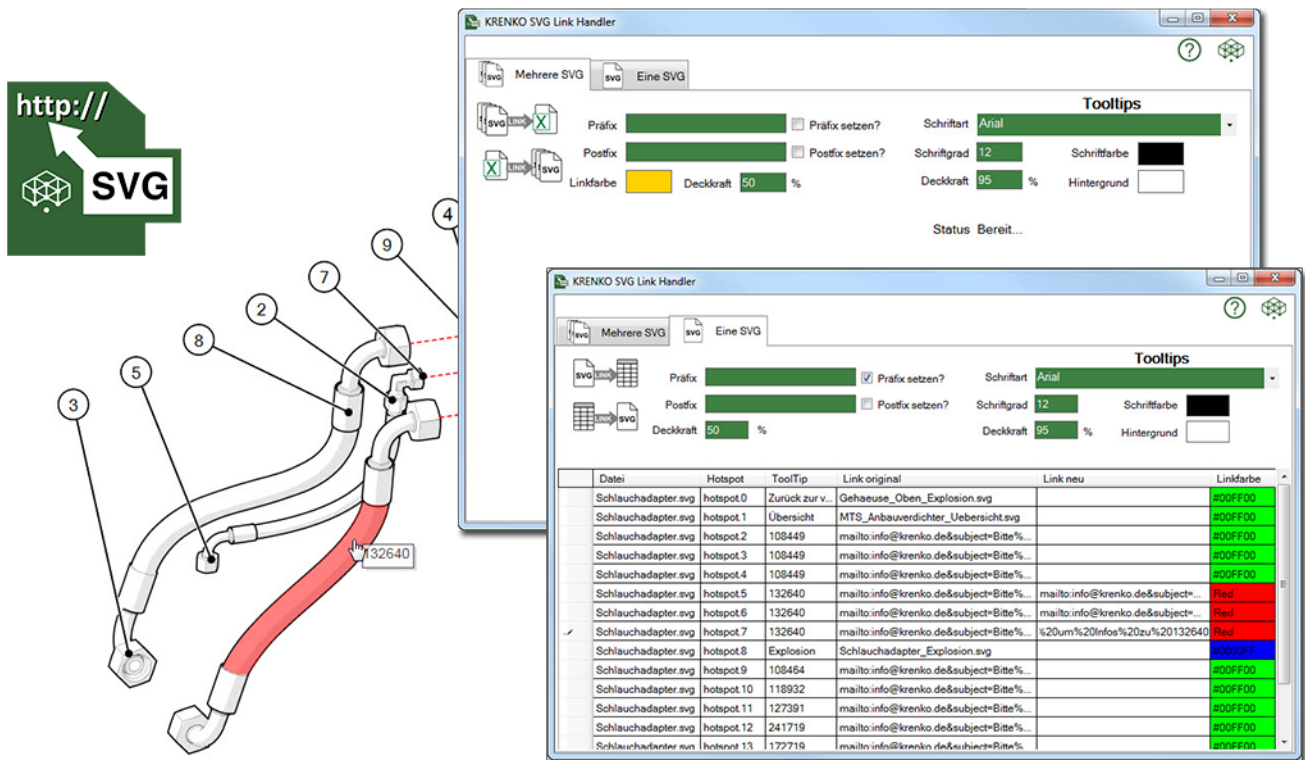 http://
SVG
4
9
7
2
8
5
3
132640
KRENKO SVG Link Handler
Mehrere SVG
Eine SVG
Tooltips
Präfix
Präfix setzen?
Schriftart Arial
Postfix
Postfix setzen?
Schriftgrad 12
Schriftfarbe
Linkfarbe
Deckkraft 50 %
Deckkraft 95 %
Hintergrund
Status Bereit...
KRENKO SVG Link Handler
Mehrere SVG
Eine SVG
Tooltips
Präfix
Präfix setzen?
Schriftart Arial
Postfix
Postfix setzen?
Schriftgrad 12
Schriftfarbe
Deckkraft 50 %
Deckkraft 95 %
Hintergrund
Datei Hotspot ToolTip Link original Link neu Linkfarbe
Schlauchadapter.svg hotspot.0 Zurück zur v... Gehaeuse_Oben_Explosion.svg #00FF00
Schlauchadapter.svg hotspot.1 Übersicht MTS_Anbauverdichter_Uebersicht.svg #00FF00
Schlauchadapter.svg hotspot.2 108449 mailto:info@krenko.de&subject=Bitte%... #00FF00
Schlauchadapter.svg hotspot.3 108449 mailto:info@krenko.de&subject=Bitte%... #00FF00
Schlauchadapter.svg hotspot.4 108449 mailto:info@krenko.de&subject=Bitte%... #00FF00
Schlauchadapter.svg hotspot.5 132640 mailto:info@krenko.de&subject=Bitte%... mailto:info@krenko.de&subject=... Red
Schlauchadapter.svg hotspot.6 132640 mailto:info@krenko.de&subject=Bitte%... mailto:info@krenko.de&subject=... Red
Schlauchadapter.svg hotspot.7 132640 mailto:info@krenko.de&subject=Bitte%... %20um%20Infos%20zu%20132640 Red
Schlauchadapter.svg hotspot.8 Explosion Schlauchadapter_Explosion.svg #0000FF
Schlauchadapter.svg hotspot.9 108464 mailto:info@krenko.de&subject=Bitte%... #00FF00
Schlauchadapter.svg hotspot.10 118932 mailto:info@krenko.de&subject=Bitte%... #00FF00
Schlauchadapter.svg hotspot.11 127391 mailto:info@krenko.de&subject=Bitte%... #00FF00
Schlauchadapter.svg hotspot.12 241719 mailto:info@krenko.de&subject=Bitte%... #00FF00
Schlauchadapter.svg hotspot.13 172719 mailto:info@krenko.de&subject=Bitte% #00FF00